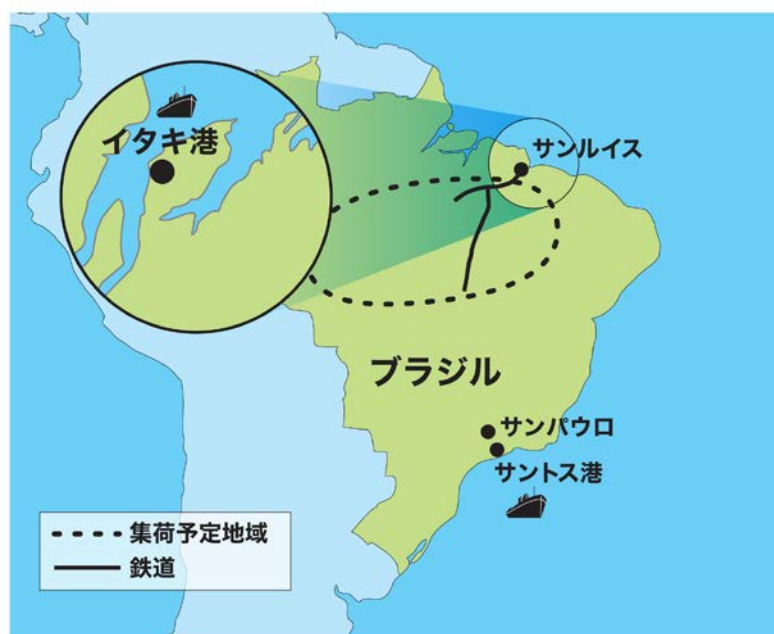 イタキ港
サンルイス
ブラジル
サンパウロ
サントス港
集荷予定地域
鉄道